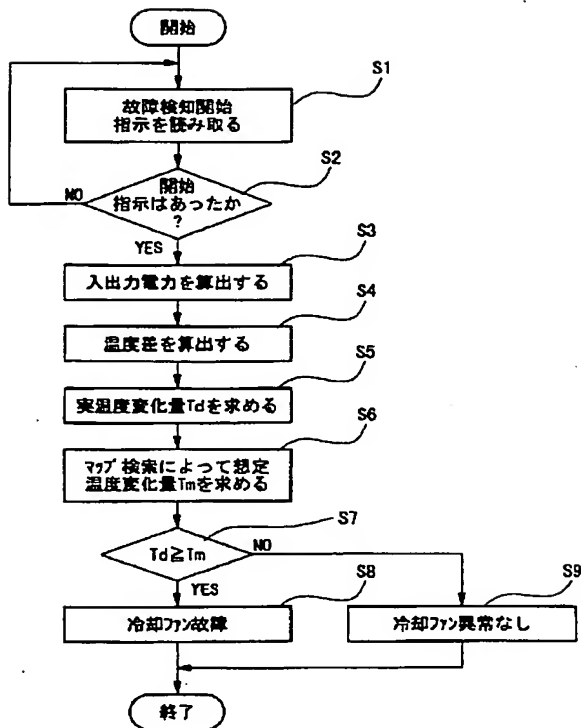 開始
S1
故障検知開始
指示を読み取る
S2
開始
指示はあったか
?
NO
YES
S3
入出力電力を算出する
S4
温度差を算出する
S5
実温度変化量Tdを求める
S6
マップ検索によって想定
温度変化量Tmを求める
S7
Td≧Tm
NO
YES
S8
冷却ファン故障
S9
冷却ファン異常なし
終了